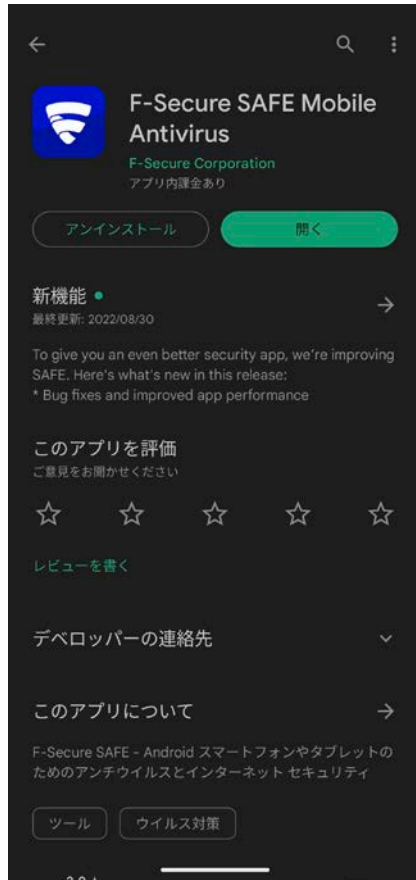 F-Secure SAFE Mobile
Antivirus
F-Secure Corporation
アプリ内課金あり
アンインストール
開く
新機能
最終更新: 2022/08/30
To give you an even better security app, we're improving
SAFE. Here's what's new in this release:
* Bug fixes and improved app performance
このアプリを評価
ご意見をお聞かせください
レビューを書く
デベロッパーの連絡先
このアプリについて
F-Secure SAFE - Android スマートフォンやタブレットの
ためのアンチウイルスとインターネット セキュリティ
ツール
ウイルス対策